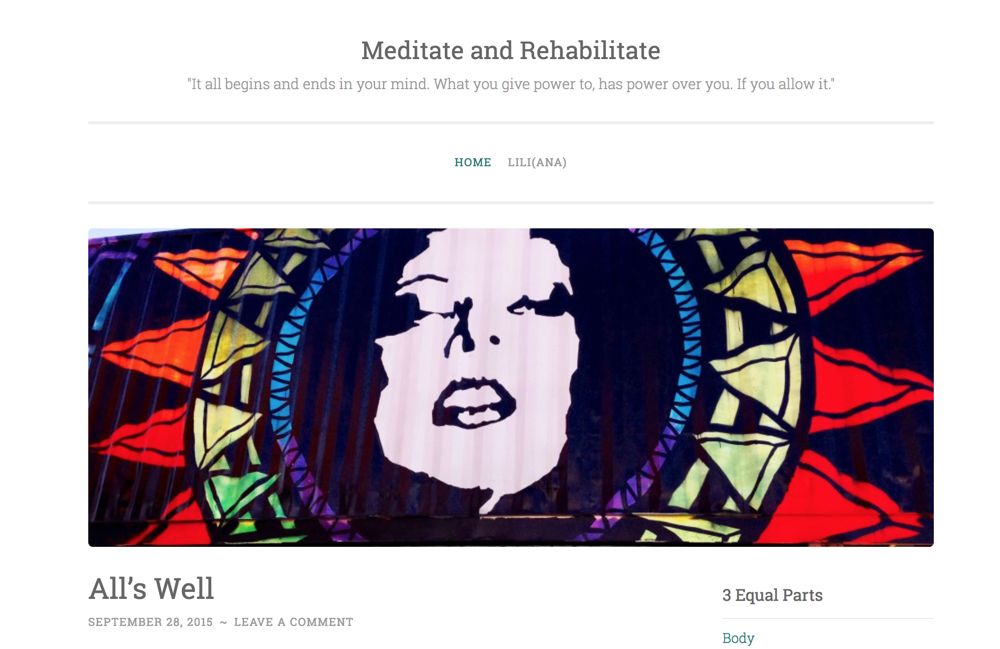 Meditate and Rehabilitate
"It all begins and ends in your mind. What you give power to, has power over you. If you allow it."
HOME LILI(ANA)
All’s Well
SEPTEMBER 28, 2015 ~ LEAVE A COMMENT
3 Equal Parts
Body